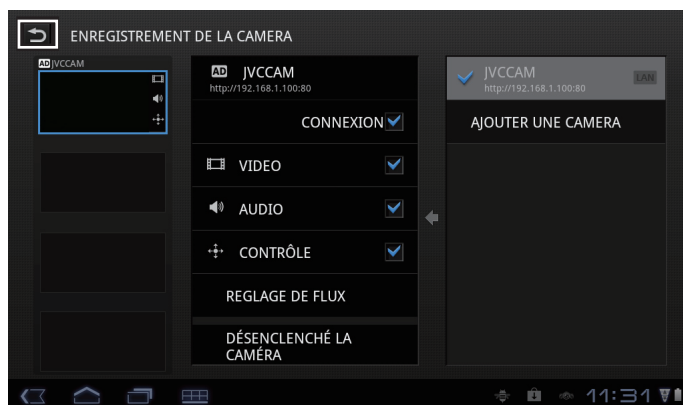 ENREGISTREMENT DE LA CAMERA
AD JVCCAM
AD JVCCAM
http://192.168.1.100:80
CONNEXION
VIDEO
AUDIO
CONTRÔLE
REGLAGE DE FLUX
DÉSENCLENCHÉ LA
CAMÉRA
JVCCAM
http://192.168.1.100:80
LAN
AJOUTER UNE CAMERA
11:31